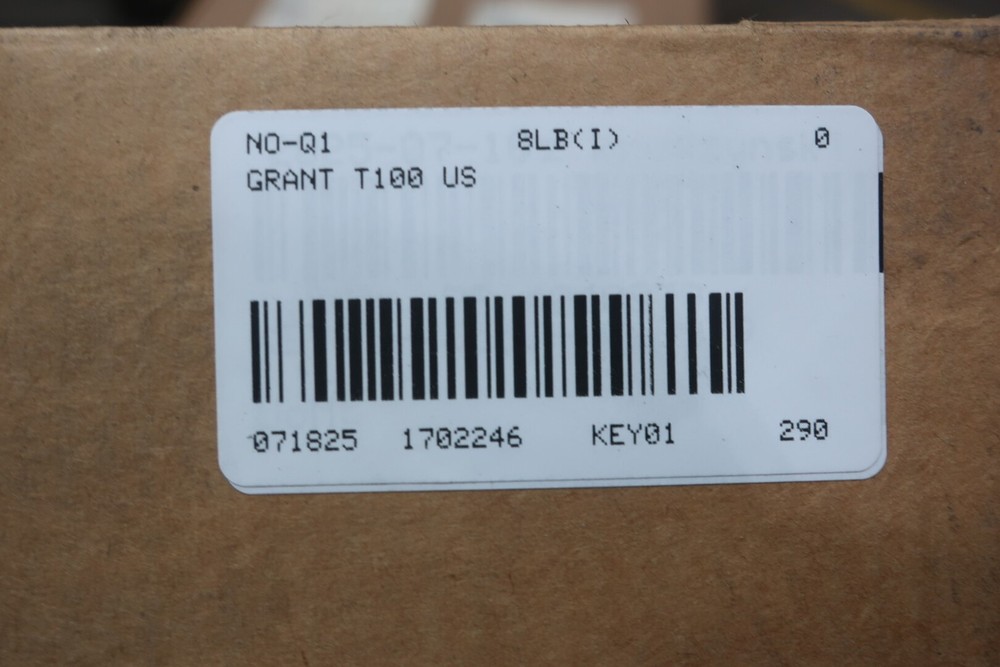 NO-Q1 8LB(I) 0
GRANT T100 US
071825 1702246 KEY01 290